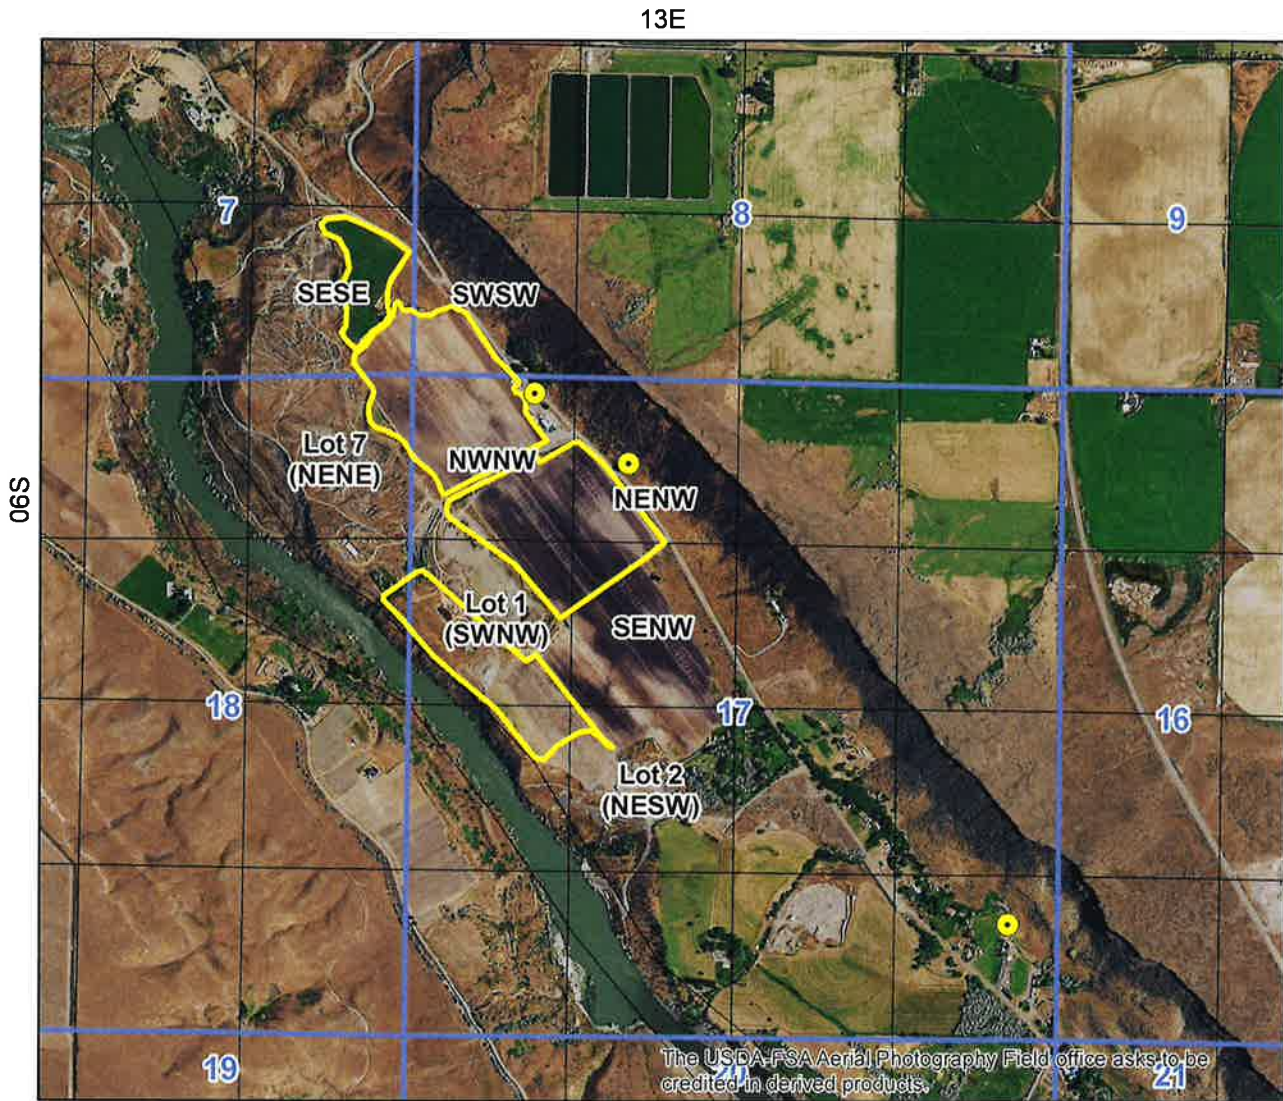 13E
7
8
9
SESE
SWSW
Lot 7
(NENE)
NWNW
NENW
06S
Lot 1
(SWNW)
SENW
18
17
16
Lot 2
(NESW)
The USDA-FSA Aerial Photography Field office asks to be
credited in derived products.
19
20
21